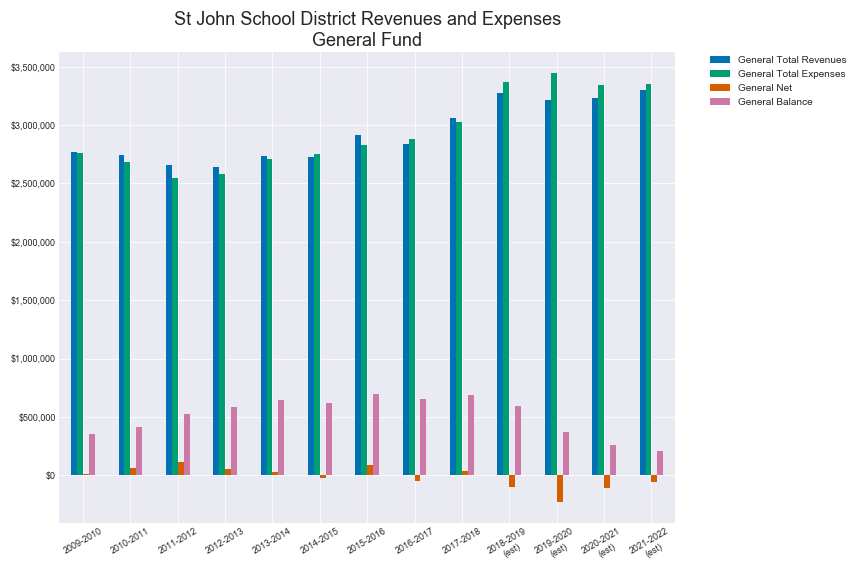 St John School District Revenues and Expenses
General Fund
General Total Revenues
General Total Expenses
General Net
General Balance
$3,500,000
$3,000,000
$2,500,000
$2,000,000
$1,500,000
$1,000,000
$500,000
$0
2009-2010
2010-2011
2011-2012
2012-2013
2013-2014
2014-2015
2015-2016
2016-2017
2017-2018
2018-2019
(est)
2019-2020
(est)
2020-2021
(est)
2021-2022
(est)